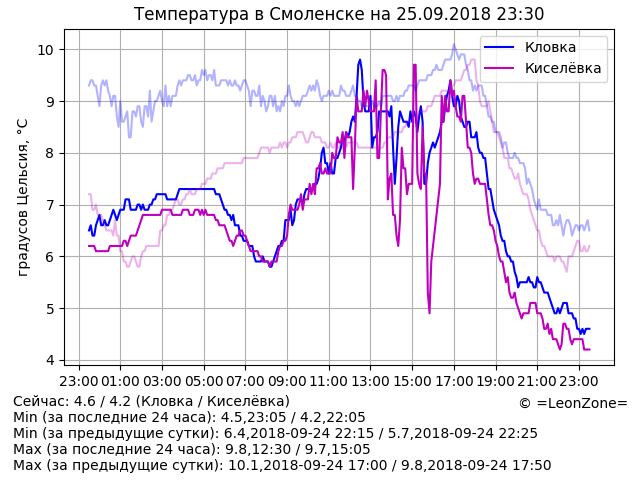 Температура в Смоленске на 25.09.2018 23:30
Кловка
Киселёвка
градусов Цельсия, °C
10
9
8
7
6
5
4
23:00 01:00 03:00 05:00 07:00 09:00 11:00 13:00 15:00 17:00 19:00 21:00 23:00
Сейчас: 4.6 / 4.2 (Кловка / Киселёвка)
© =LeonZone=
Min (за последние 24 часа): 4.5,23:05 / 4.2,22:05
Min (за предыдущие сутки): 6.4,2018-09-24 22:15 / 5.7,2018-09-24 22:25
Max (за последние 24 часа): 9.8,12:30 / 9.7,15:05
Max (за предыдущие сутки): 10.1,2018-09-24 17:00 / 9.8,2018-09-24 17:50